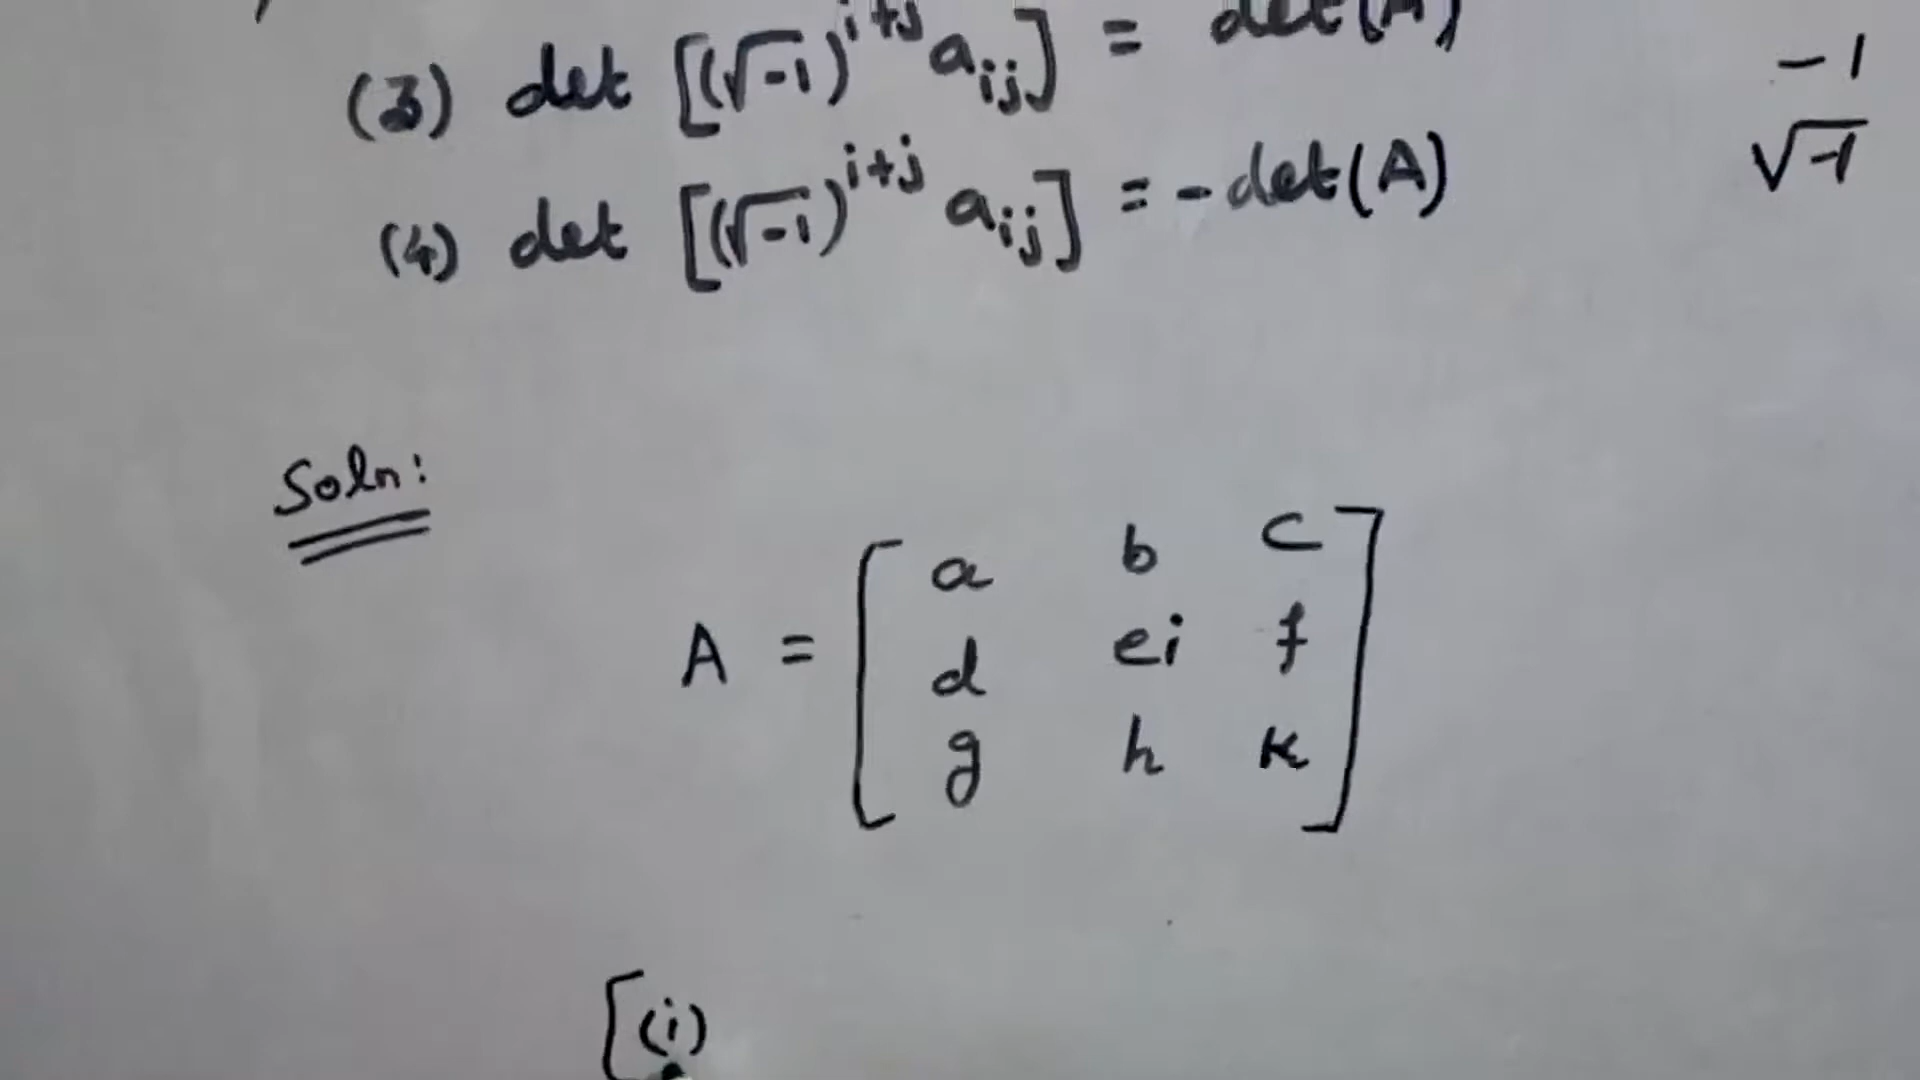 (3) det [(√-1)^{i+j} a_{ij}] = det(A)
-1
(4) det [(√-1)^{i+j} a_{ij}] = - det(A)
√-1
Soln:
A = [ a b c
d ei f
g h k ]
[(i)